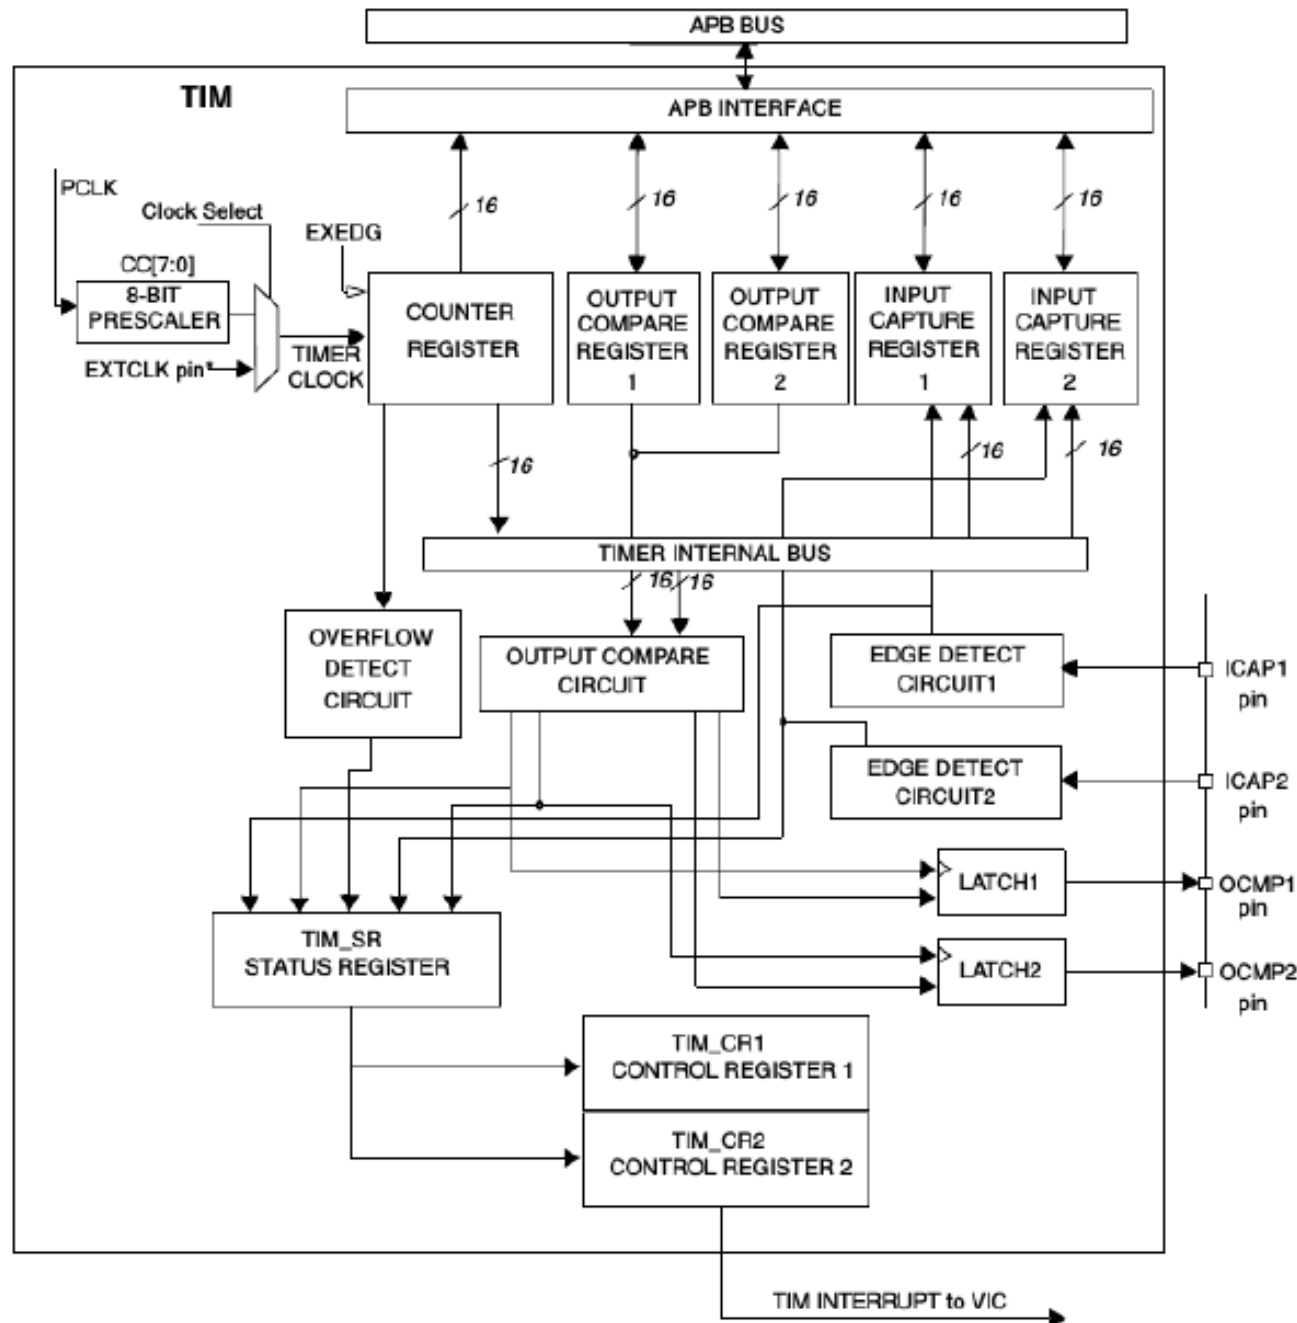 APB BUS
TIM
APB INTERFACE
PCLK
Clock Select
16
16
16
16
16
EXEDG
CC[7:0]
8-BIT
PRESCALER
EXTCLK pin*
TIMER
CLOCK
COUNTER
REGISTER
OUTPUT
COMPARE
REGISTER
1
OUTPUT
COMPARE
REGISTER
2
INPUT
CAPTURE
REGISTER
1
INPUT
CAPTURE
REGISTER
2
16
16
16
TIMER INTERNAL BUS
16
16
OVERFLOW
DETECT
CIRCUIT
OUTPUT COMPARE
CIRCUIT
EDGE DETECT
CIRCUIT1
ICAP1
pin
EDGE DETECT
CIRCUIT2
ICAP2
pin
LATCH1
OCMP1
pin
LATCH2
OCMP2
pin
TIM_SR
STATUS REGISTER
TIM_CR1
CONTROL REGISTER 1
TIM_CR2
CONTROL REGISTER 2
TIM INTERRUPT to VIC